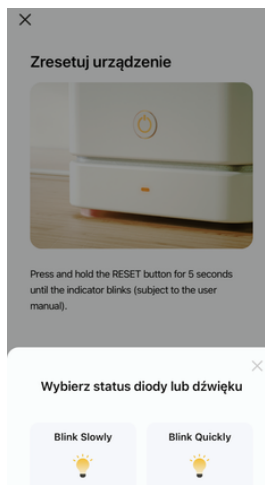 Zresetuj urządzenie
Press and hold the RESET button for 5 seconds
until the indicator blinks (subject to the user
manual).
Wybierz status diody lub dźwięku
Blink Slowly
Blink Quickly